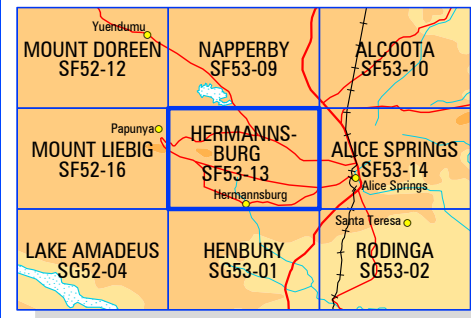 Yuendumu
MOUNT DOREEN
SF52-12
NAPPERBY
SF53-09
ALCOOTA
SF53-10
Papunya
MOUNT LIEBIG
SF52-16
HERMANNS-
BURG
SF53-13
Hermannsburg
ALICE SPRINGS
SF53-14
Alice Springs
LAKE AMADEUS
SG52-04
HENBURY
SG53-01
Santa Teresa
RODINGA
SG53-02